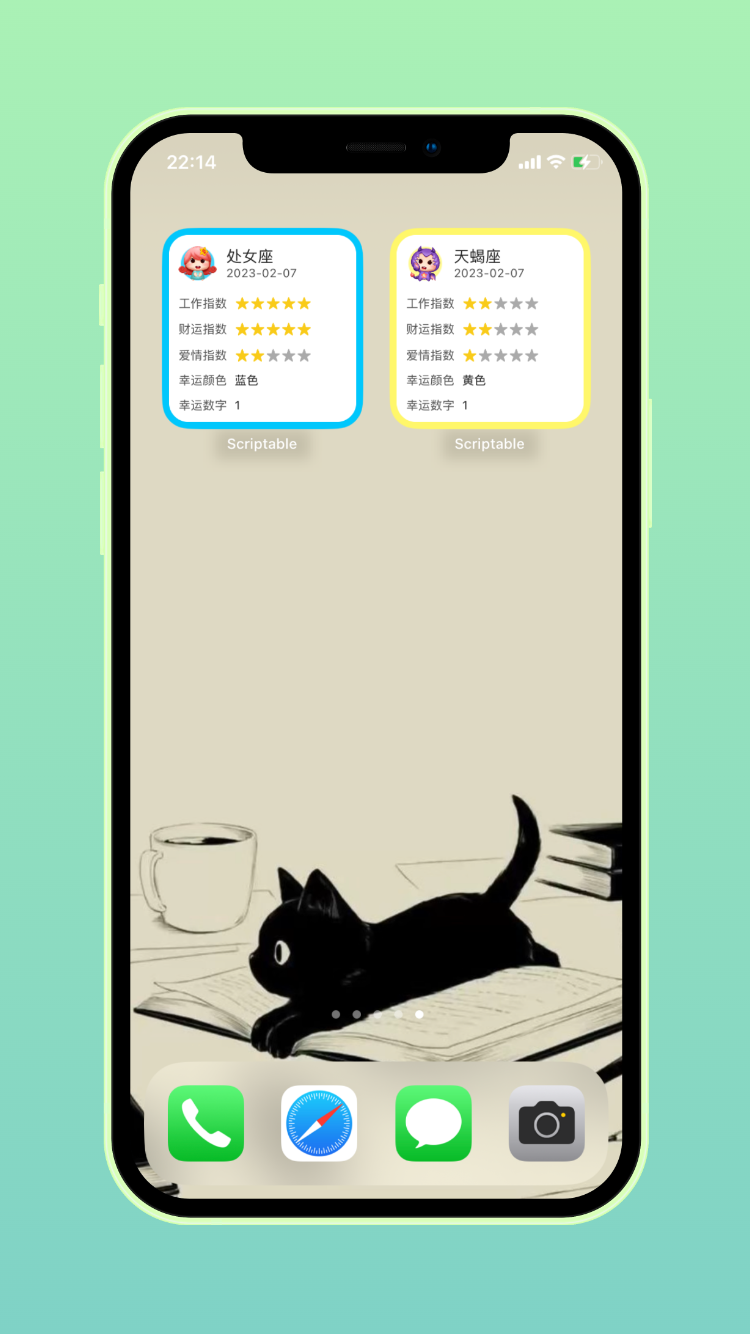 22:14
处女座
2023-02-07
工作指数
财运指数
爱情指数
幸运颜色 蓝色
幸运数字 1
Scriptable
天蝎座
2023-02-07
工作指数
财运指数
爱情指数
幸运颜色 黄色
幸运数字 1
Scriptable